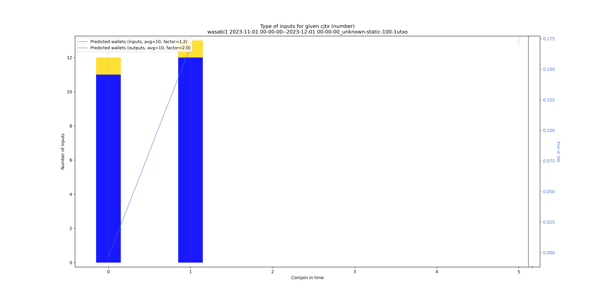 Type of inputs for given cjtx (number)
wasabi1 2023-11-01 00-00-00--2023-12-01 00-00-00_unknown-static-100-1utxo
Predicted wallets (inputs, avg=10, factor=1.2)
Predicted wallets (outputs, avg=10, factor=2.0)
Number of inputs
12
10
8
6
4
2
0
0 1 2 3 4 5
Coinjoin in time
0.175
0.150
0.125
0.100
0.075
0.050
0.025
0.000
btc in mix